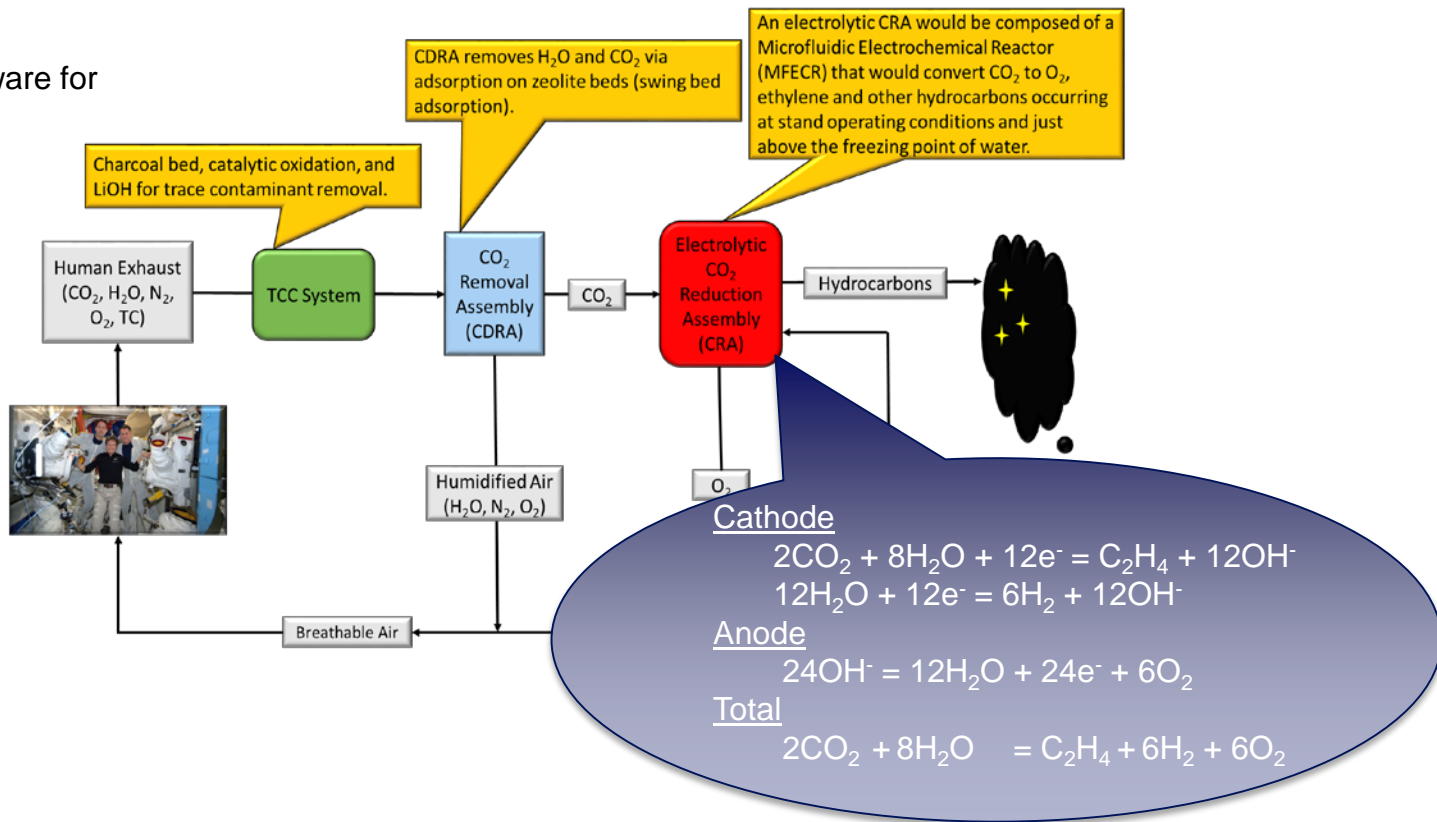 ware for
CDRA removes H₂O and CO₂ via
adsorption on zeolite beds (swing bed
adsorption).
An electrolytic CRA would be composed of a
Microfluidic Electrochemical Reactor
(MFECR) that would convert CO₂ to O₂,
ethylene and other hydrocarbons occurring
at stand operating conditions and just
above the freezing point of water.
Charcoal bed, catalytic oxidation, and
LiOH for trace contaminant removal.
Human Exhaust
(CO₂, H₂O, N₂,
O₂, TC)
TCC System
CO₂
Removal
Assembly
(CDRA)
CO₂
Electrolytic
CO₂
Reduction
Assembly
(CRA)
Hydrocarbons
Humidified Air
(H₂O, N₂, O₂)
O₂
Breathable Air
Cathode
2CO₂ + 8H₂O + 12e⁻ = C₂H₄ + 12OH⁻
12H₂O + 12e⁻ = 6H₂ + 12OH⁻
Anode
24OH⁻ = 12H₂O + 24e⁻ + 6O₂
Total
2CO₂ + 8H₂O = C₂H₄ + 6H₂ + 6O₂